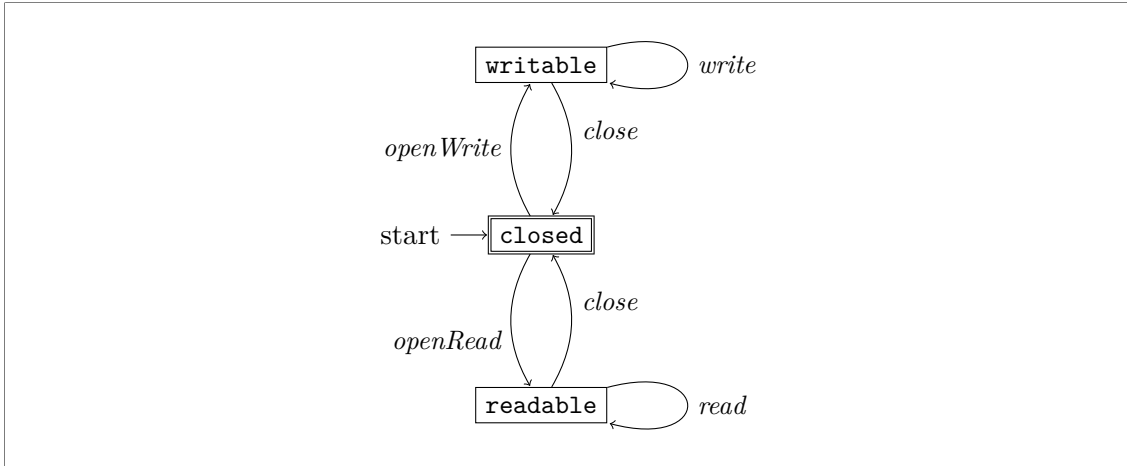 writable
write
close
openWrite
start
closed
close
openRead
readable
read